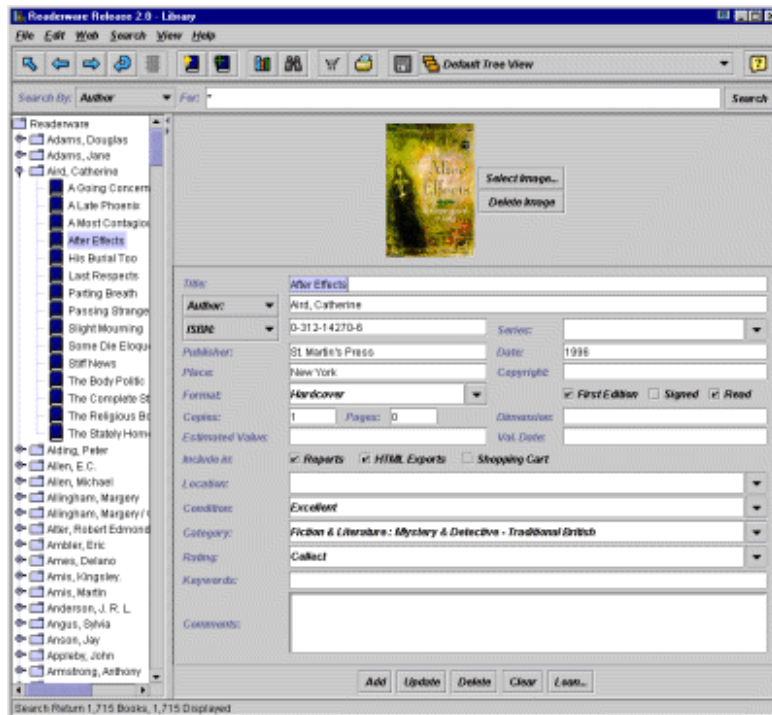 Readerware Release 2.0 - Library
File Edit Web Search View Help
Default Tree View
Search By: Author For: * Search
Readerware
Adams, Douglas
Adams, Jane
Aird, Catherine
A Going Concern
A Late Phoenix
A Most Contagiou
After Effects
His Burial Too
Last Respects
Parting Breath
Passing Strange
Slight Mourning
Some Die Eloqu
Stiff News
The Body Politic
The Complete St
The Religious Bo
The Stately Home
Alding, Peter
Allen, E.C.
Allen, Michael
Allingham, Margery
Allingham, Margery /
Alter, Robert Edmond
Ambler, Eric
Ames, Delano
Amis, Kingsley.
Amis, Martin
Anderson, J. R. L.
Angus, Sylvia
Anson, Jay
Appleby, John
Armstrong, Anthony
After Effects
Select Image...
Delete Image
Title: After Effects
Author: Aird, Catherine
ISBN: 0-312-14270-6 Series:
Publisher: St. Martin's Press Date: 1996
Place: New York Copyright:
Format: Hardcover First Edition Signed Read
Copies: 1 Pages: 0 Dimension:
Estimated Value: Val. Date:
Include in: Reports HTML Exports Shopping Cart
Location:
Condition: Excellent
Category: Fiction & Literature : Mystery & Detective - Traditional British
Rating: Collect
Keywords:
Comments:
Add Update Delete Clear Loan...
Search Return 1,715 Books, 1,715 Displayed